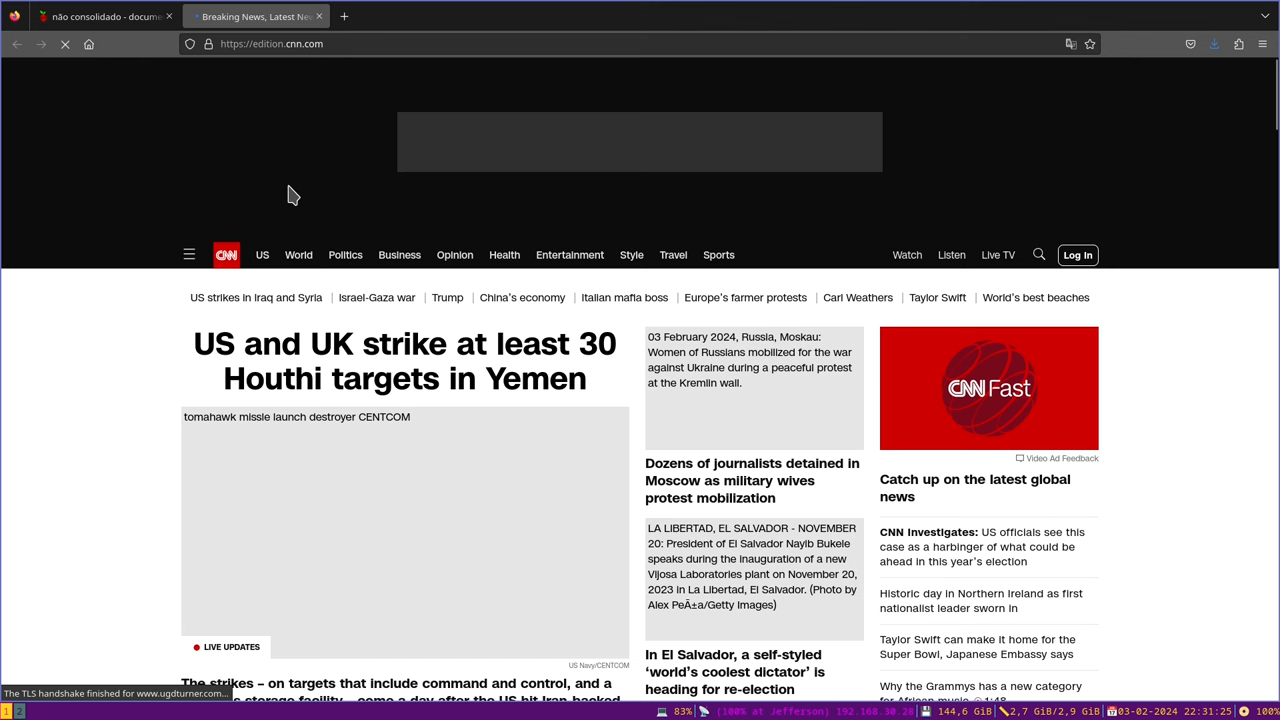 não consolidado - docume
Breaking News, Latest Ne
https://edition.cnn.com
CNN
US
World
Politics
Business
Opinion
Health
Entertainment
Style
Travel
Sports
Watch
Listen
Live TV
Log In
US strikes in Iraq and Syria
Israel-Gaza war
Trump
China's economy
Italian mafia boss
Europe's farmer protests
Carl Weathers
Taylor Swift
World's best beaches
US and UK strike at least 30
Houthi targets in Yemen
tomahawk missle launch destroyer CENTCOM
LIVE UPDATES
US Navy/CENTCOM
The strikes – on targets that include command and control, and a
03 February 2024, Russia, Moskau:
Women of Russians mobilized for the war
against Ukraine during a peaceful protest
at the Kremlin wall.
Dozens of journalists detained in
Moscow as military wives
protest mobilization
LA LIBERTAD, EL SALVADOR - NOVEMBER
20: President of El Salvador Nayib Bukele
speaks during the inauguration of a new
Vijosa Laboratories plant on November 20,
2023 in La Libertad, El Salvador. (Photo by
Alex PeÃ±a/Getty Images)
In El Salvador, a self-styled
‘world’s coolest dictator’ is
heading for re-election
CNN Fast
Video Ad Feedback
Catch up on the latest global
news
CNN Investigates: US officials see this
case as a harbinger of what could be
ahead in this year’s election
Historic day in Northern Ireland as first
nationalist leader sworn in
Taylor Swift can make it home for the
Super Bowl, Japanese Embassy says
Why the Grammys has a new category
The TLS handshake finished for www.ugdturner.com...
1 2
83%
(100% at Jefferson) 192.168.30.28
144,6 GiB
2,7 GiB/2,9 GiB
03-02-2024 22:31:25
100%